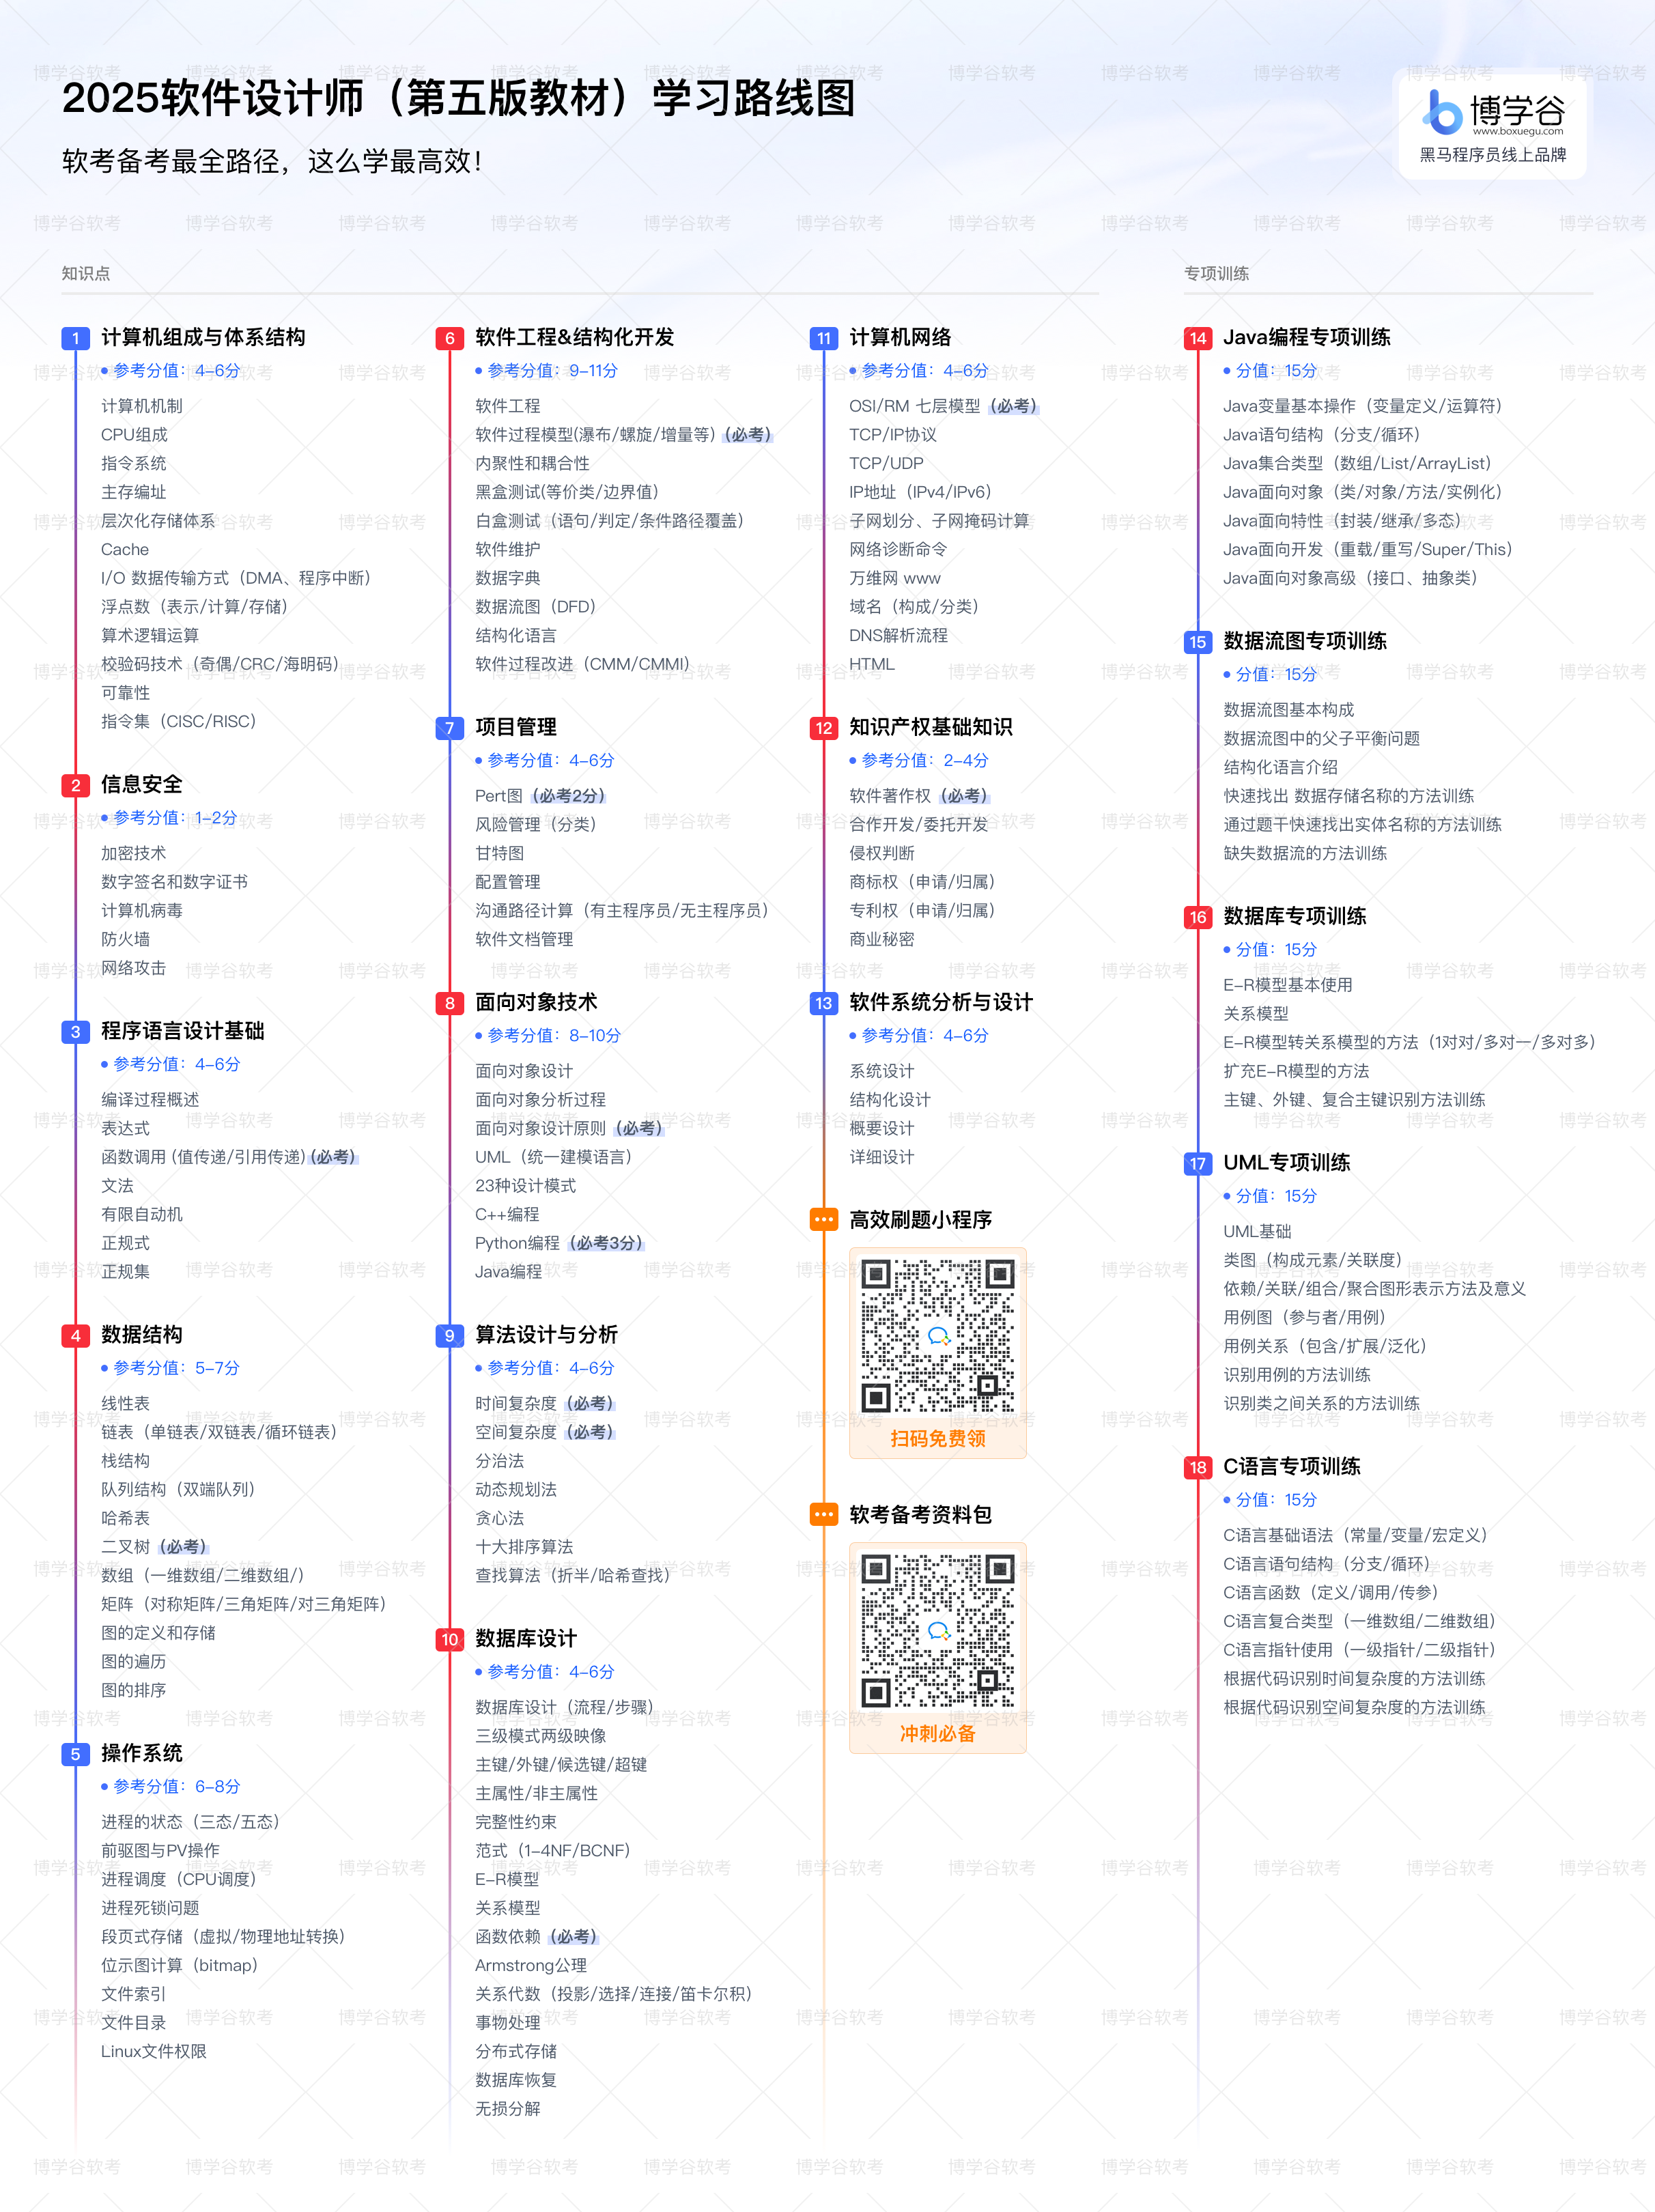 2025软件设计师（第五版教材）学习路线图
软考备考最全路径，这么学最高效！
博学谷
www.boxuegu.com
黑马程序员线上品牌
知识点
1 计算机组成与体系结构
• 参考分值：4-6分
计算机机制
CPU组成
指令系统
主存编址
层次化存储体系
Cache
I/O 数据传输方式（DMA、程序中断）
浮点数（表示/计算/存储）
算术逻辑运算
校验码技术（奇偶/CRC/海明码）
可靠性
指令集（CISC/RISC）
2 信息安全
• 参考分值：1-2分
加密技术
数字签名和数字证书
计算机病毒
防火墙
网络攻击
3 程序语言设计基础
• 参考分值：4-6分
编译过程概述
表达式
函数调用 (值传递/引用传递)(必考)
文法
有限自动机
正规式
正规集
4 数据结构
• 参考分值：5-7分
线性表
链表（单链表/双链表/循环链表）
栈结构
队列结构（双端队列）
哈希表
二叉树 (必考)
数组（一维数组/二维数组/）
矩阵（对称矩阵/三角矩阵/对三角矩阵）
图的定义和存储
图的遍历
图的排序
5 操作系统
• 参考分值：6-8分
进程的状态（三态/五态）
前驱图与PV操作
进程调度（CPU调度）
进程死锁问题
段页式存储（虚拟/物理地址转换）
位示图计算（bitmap）
文件索引
文件目录
Linux文件权限
6 软件工程&结构化开发
• 参考分值：9-11分
软件工程
软件过程模型(瀑布/螺旋/增量等) (必考)
内聚性和耦合性
黑盒测试(等价类/边界值)
白盒测试（语句/判定/条件路径覆盖）
软件维护
数据字典
数据流图（DFD）
结构化语言
软件过程改进（CMM/CMMI）
7 项目管理
• 参考分值：4-6分
Pert图 (必考2分)
风险管理（分类）
甘特图
配置管理
沟通路径计算（有主程序员/无主程序员）
软件文档管理
8 面向对象技术
• 参考分值：8-10分
面向对象设计
面向对象分析过程
面向对象设计原则 (必考)
UML（统一建模语言）
23种设计模式
C++编程
Python编程 (必考3分)
Java编程
9 算法设计与分析
• 参考分值：4-6分
时间复杂度 (必考)
空间复杂度 (必考)
分治法
动态规划法
贪心法
十大排序算法
查找算法（折半/哈希查找）
10 数据库设计
• 参考分值：4-6分
数据库设计（流程/步骤）
三级模式两级映像
主键/外键/候选键/超键
主属性/非主属性
完整性约束
范式（1-4NF/BCNF）
E-R模型
关系模型
函数依赖 (必考)
Armstrong公理
关系代数（投影/选择/连接/笛卡尔积）
事物处理
分布式存储
数据库恢复
无损分解
11 计算机网络
• 参考分值：4-6分
OSI/RM 七层模型 (必考)
TCP/IP协议
TCP/UDP
IP地址（IPv4/IPv6）
子网划分、子网掩码计算
网络诊断命令
万维网 www
域名（构成/分类）
DNS解析流程
HTML
12 知识产权基础知识
• 参考分值：2-4分
软件著作权 (必考)
合作开发/委托开发
侵权判断
商标权（申请/归属）
专利权（申请/归属）
商业秘密
13 软件系统分析与设计
• 参考分值：4-6分
系统设计
结构化设计
概要设计
详细设计
高效刷题小程序
扫码免费领
软考备考资料包
冲刺必备
专项训练
14 Java编程专项训练
• 分值：15分
Java变量基本操作（变量定义/运算符）
Java语句结构（分支/循环）
Java集合类型（数组/List/ArrayList）
Java面向对象（类/对象/方法/实例化）
Java面向特性（封装/继承/多态）
Java面向开发（重载/重写/Super/This）
Java面向对象高级（接口、抽象类）
15 数据流图专项训练
• 分值：15分
数据流图基本构成
数据流图中的父子平衡问题
结构化语言介绍
快速找出 数据存储名称的方法训练
通过题干快速找出实体名称的方法训练
缺失数据流的方法训练
16 数据库专项训练
• 分值：15分
E-R模型基本使用
关系模型
E-R模型转关系模型的方法（1对对/多对一/多对多）
扩充E-R模型的方法
主键、外键、复合主键识别方法训练
17 UML专项训练
• 分值：15分
UML基础
类图（构成元素/关联度）
依赖/关联/组合/聚合图形表示方法及意义
用例图（参与者/用例）
用例关系（包含/扩展/泛化）
识别用例的方法训练
识别类之间关系的方法训练
18 C语言专项训练
• 分值：15分
C语言基础语法（常量/变量/宏定义）
C语言语句结构（分支/循环）
C语言函数（定义/调用/传参）
C语言复合类型（一维数组/二维数组）
C语言指针使用（一级指针/二级指针）
根据代码识别时间复杂度的方法训练
根据代码识别空间复杂度的方法训练
博学谷软考